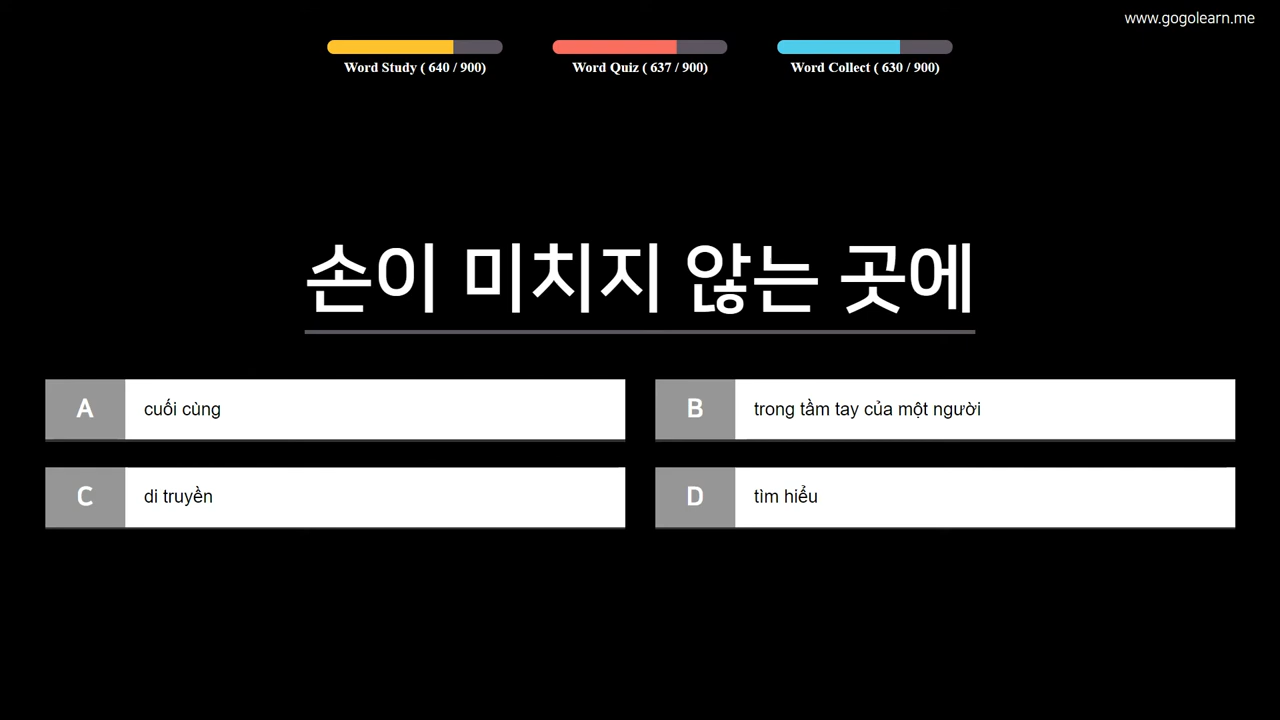 www.gogolearn.me
Word Study ( 640 / 900)
Word Quiz ( 637 / 900)
Word Collect ( 630 / 900)
손이 미치지 않는 곳에
A cuối cùng
B trong tầm tay của một người
C di truyền
D tìm hiểu